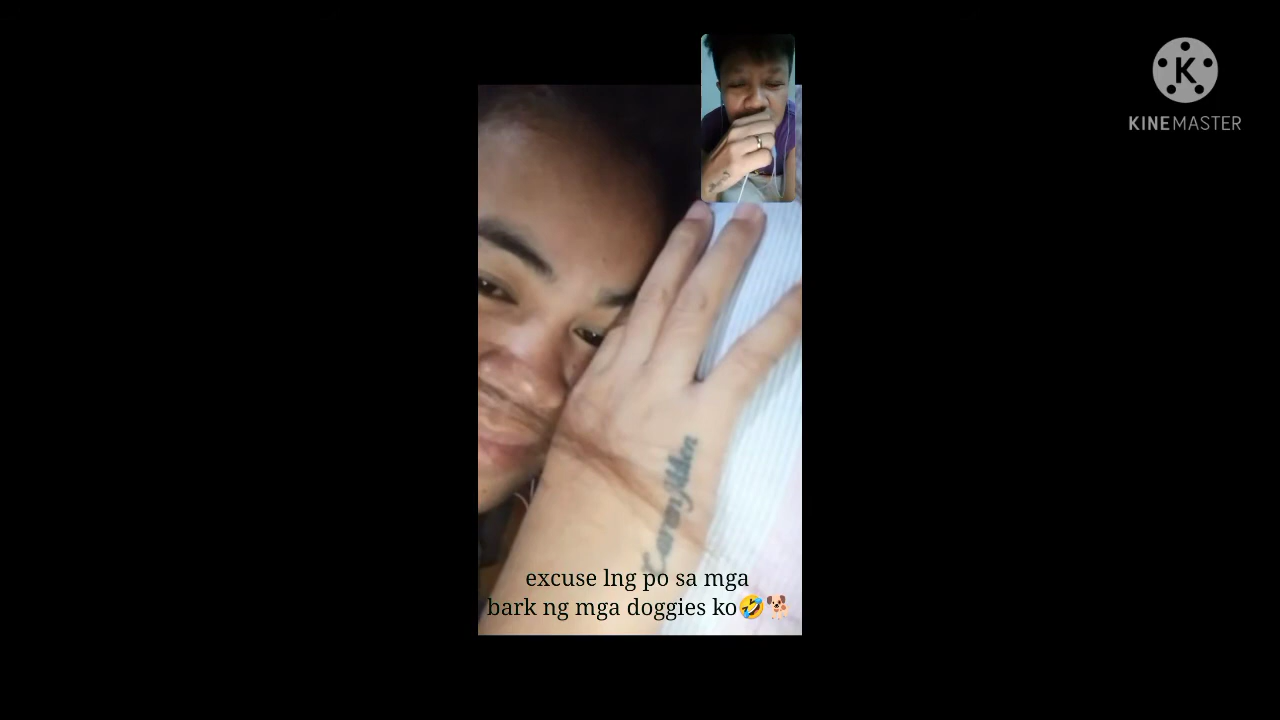 K
KINEMASTER
excuse lng po sa mga
bark ng mga doggies ko🤣🐕